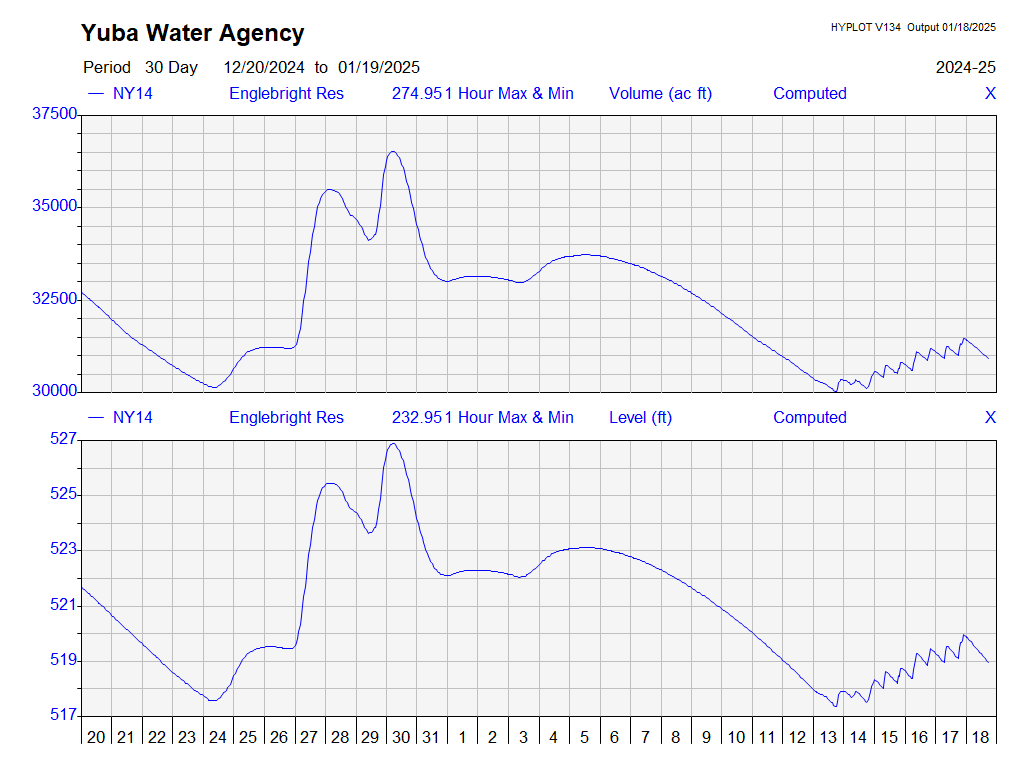 Yuba Water Agency
HYPLOT V134 Output 01/18/2025
Period 30 Day 12/20/2024 to 01/19/2025 2024-25
NY14 Englebright Res 274.951 Hour Max & Min Volume (ac ft) Computed X
37500
35000
32500
30000
NY14 Englebright Res 232.951 Hour Max & Min Level (ft) Computed X
527
525
523
521
519
517
20 21 22 23 24 25 26 27 28 29 30 31 1 2 3 4 5 6 7 8 9 10 11 12 13 14 15 16 17 18